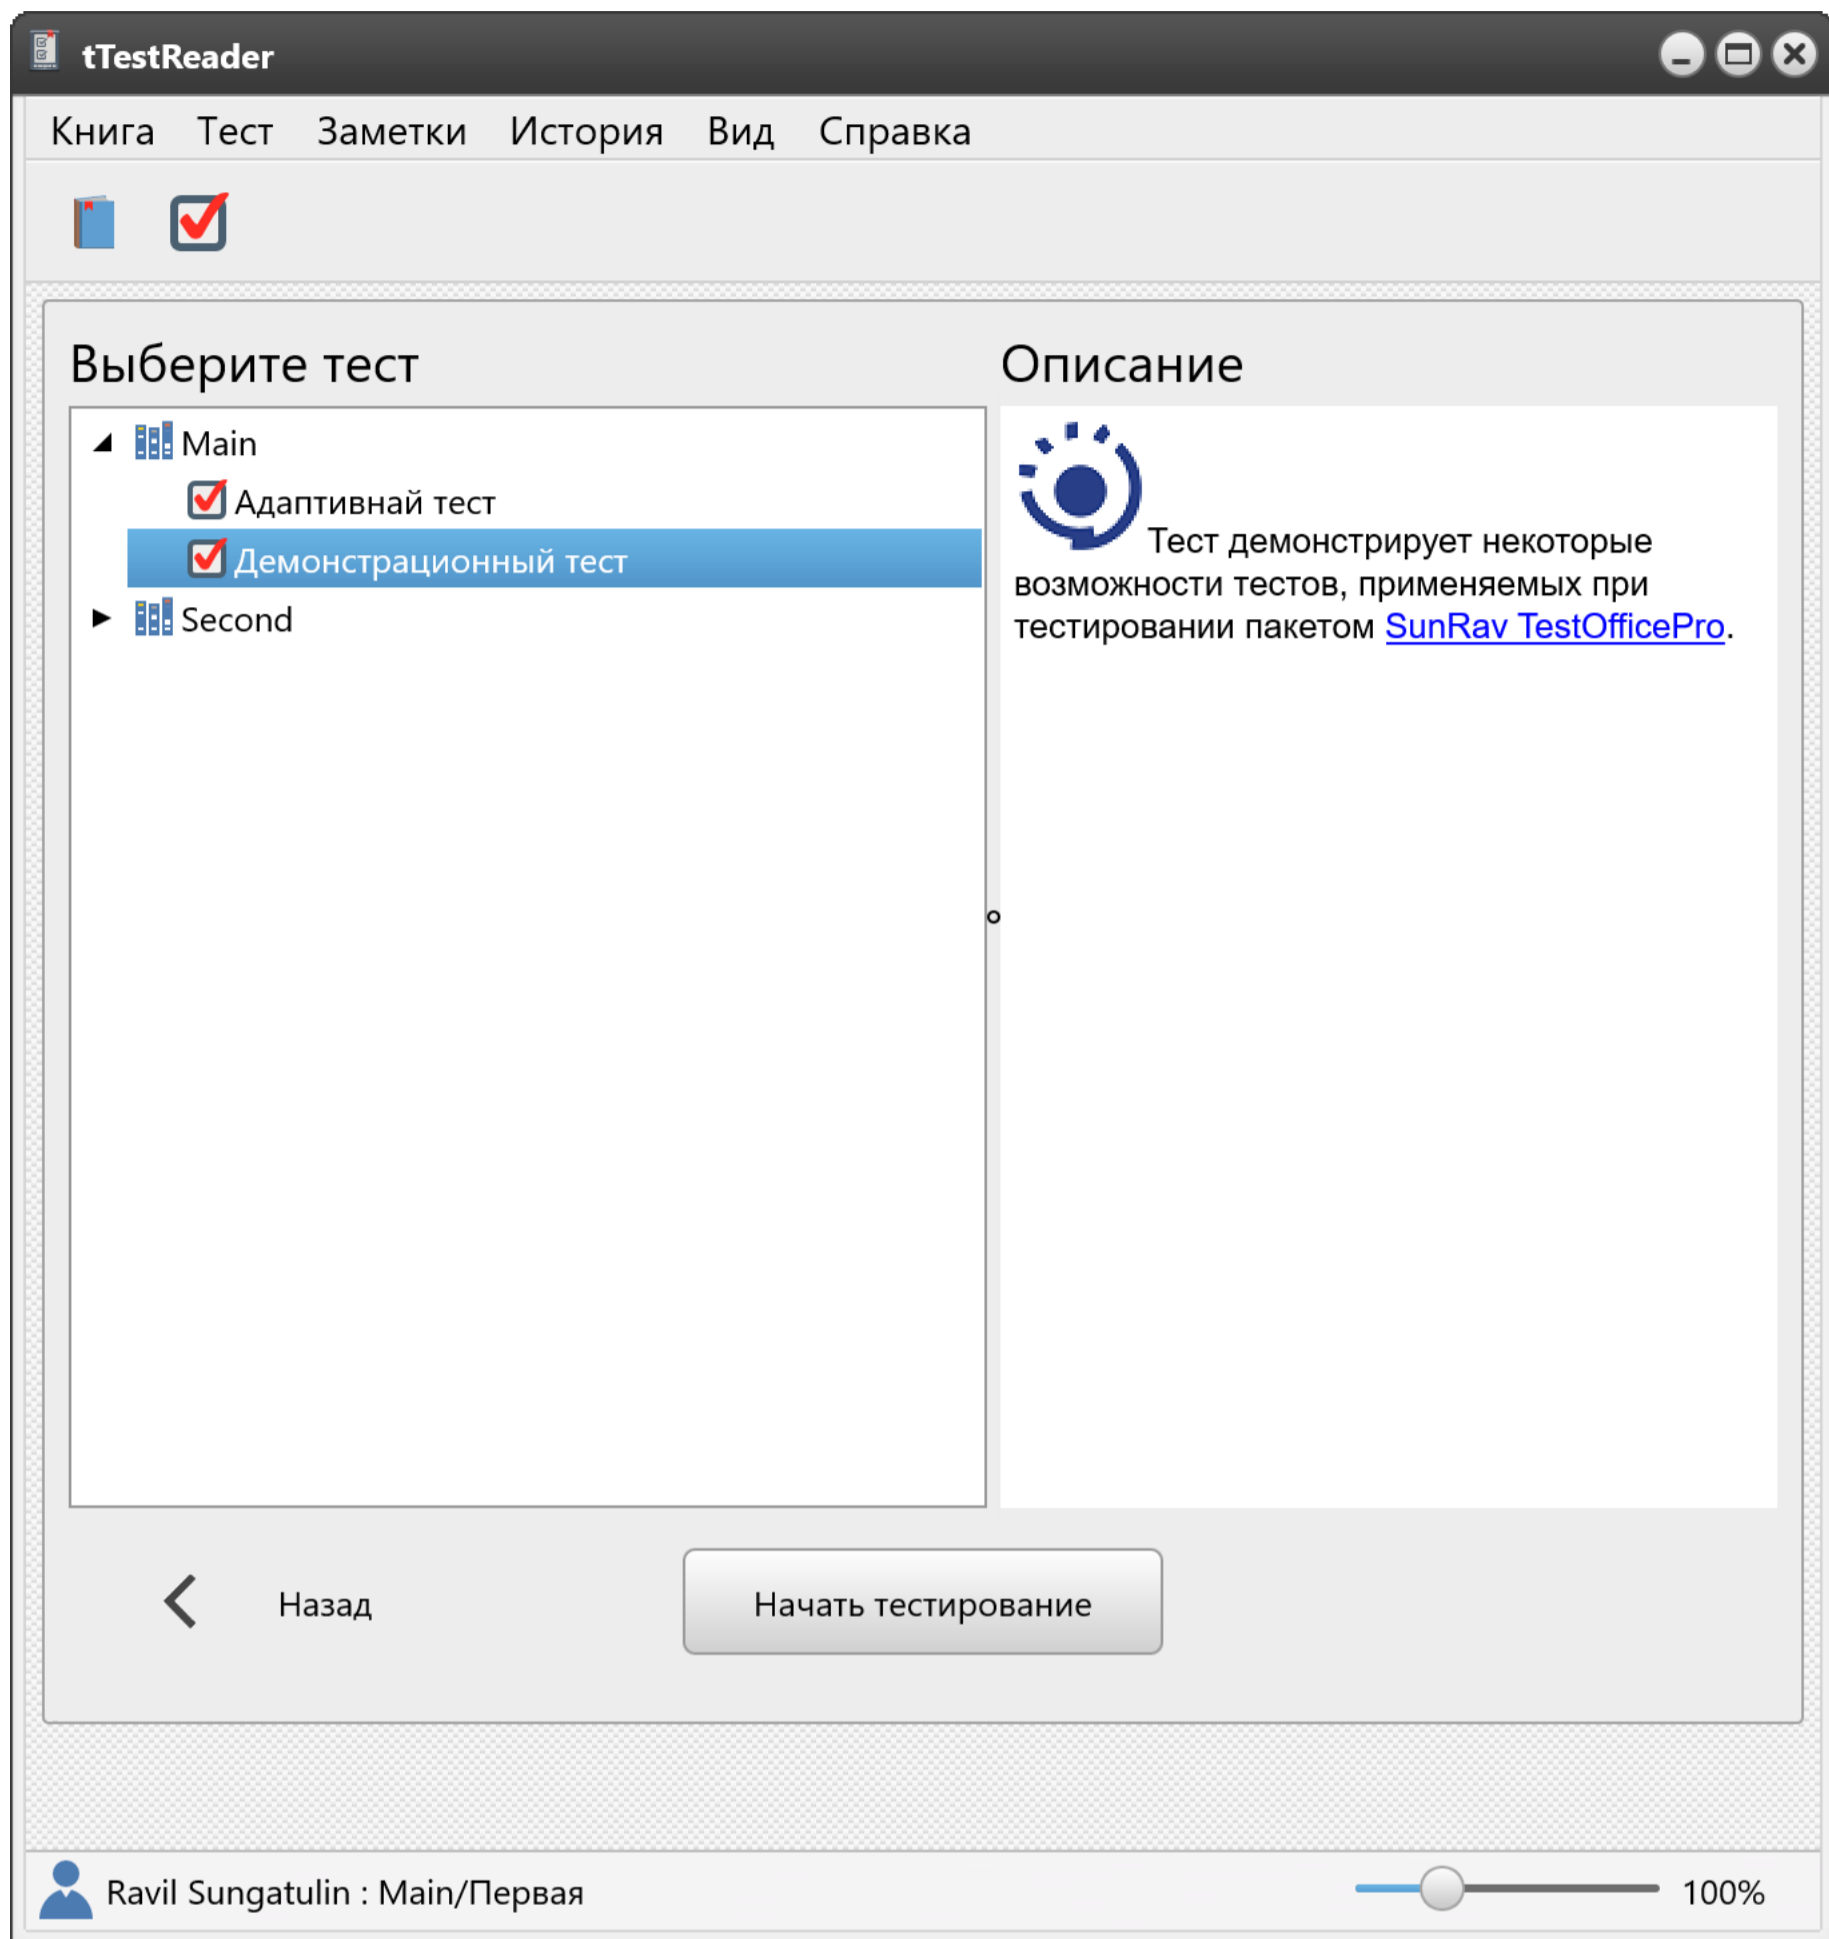 tTestReader
Книга Тест Заметки История Вид Справка
Выберите тест
Main
Адаптивнай тест
Демонстрационный тест
Second
Описание
Тест демонстрирует некоторые
возможности тестов, применяемых при
тестировании пакетом SunRav TestOfficePro.
Назад
Начать тестирование
Ravil Sungatulin : Main/Первая
100%